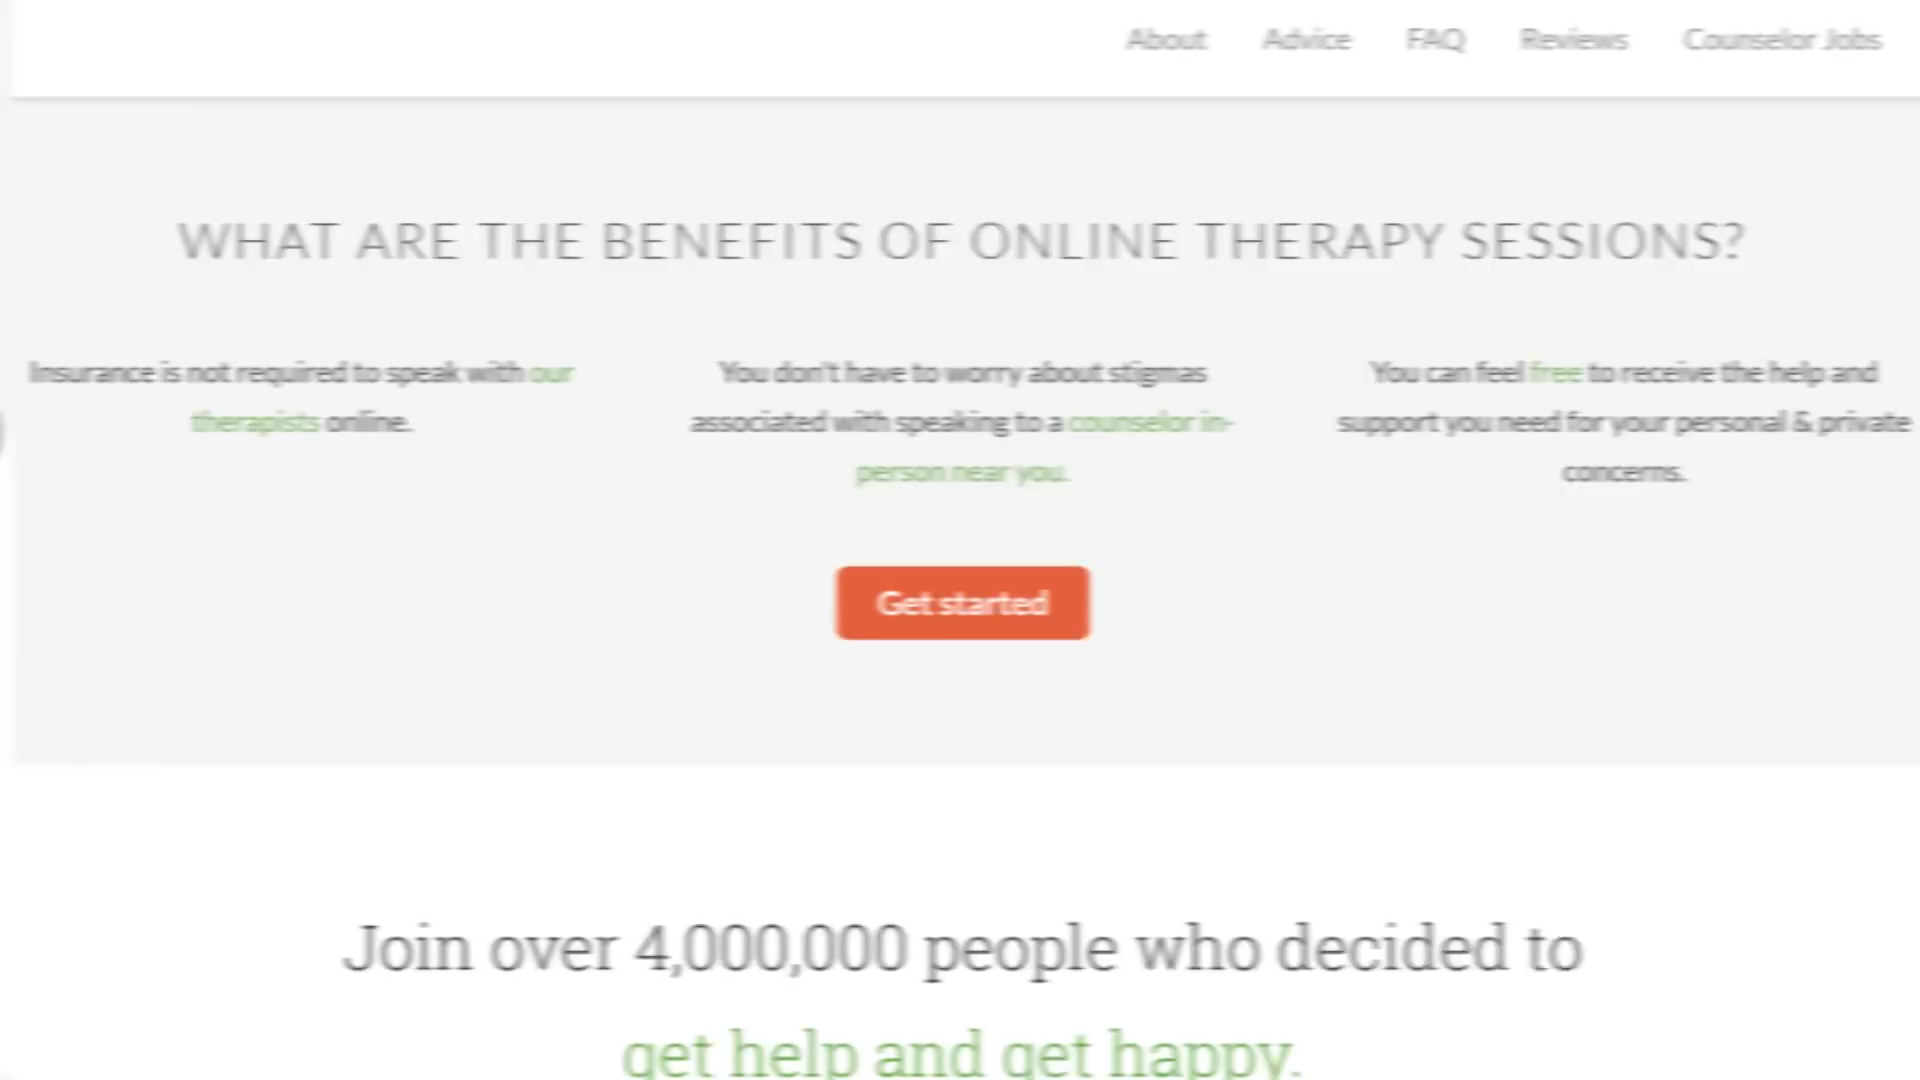 About Advice FAQ Reviews Counselor Jobs
WHAT ARE THE BENEFITS OF ONLINE THERAPY SESSIONS?
Insurance is not required to speak with our
therapists online.
You don't have to worry about stigmas
associated with speaking to a counselor in-
person near you.
You can feel free to receive the help and
support you need for your personal & private
concerns.
Get started
Join over 4,000,000 people who decided to
get help and get happy.